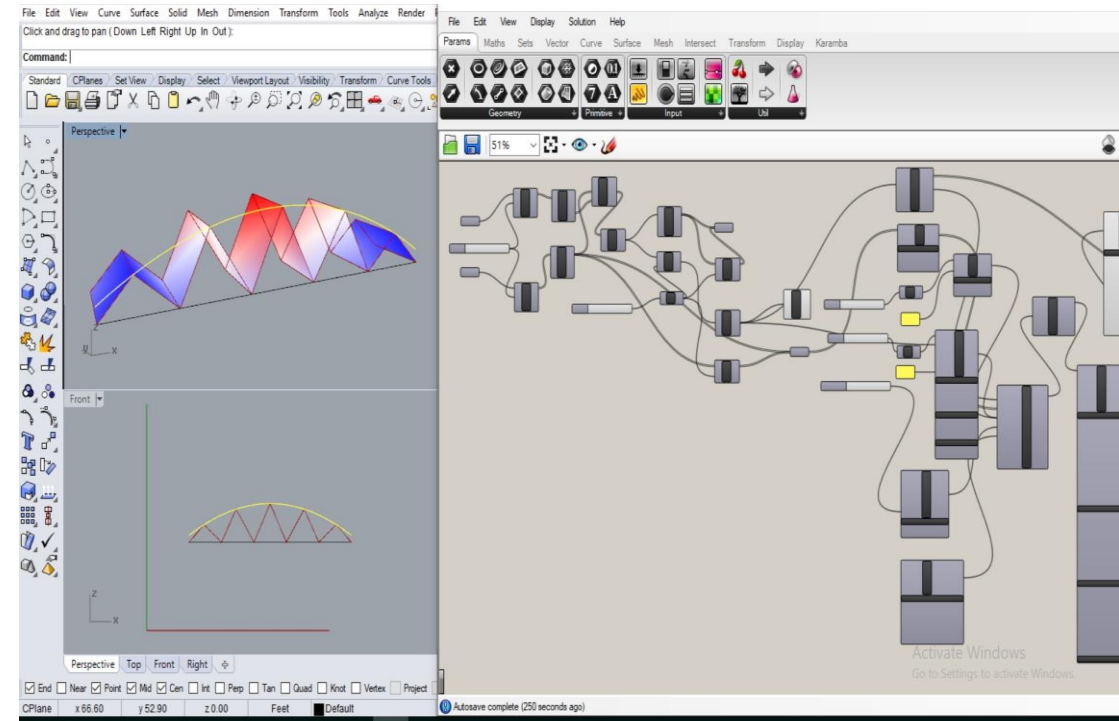 File Edit View Curve Surface Solid Mesh Dimension Transform Tools Analyze Render
Click and drag to pan ( Down Left Right Up In Out ):
Command:
Standard CPlanes Set View Display Select Viewport Layout Visibility Transform Curve Tools
Perspective
z
y x
Front
z
x
Perspective Top Front Right
End Near Point Mid Cen Int Perp Tan Quad Knot Vertex Project
CPlane x 66.60 y 52.90 z 0.00 Feet Default
File Edit View Display Solution Help
Params Maths Sets Vector Curve Surface Mesh Intersect Transform Display Karamba
Geometry Primitive Input Util
51%
Activate Windows
Go to Settings to activate Windows.
Autosave complete (250 seconds ago)